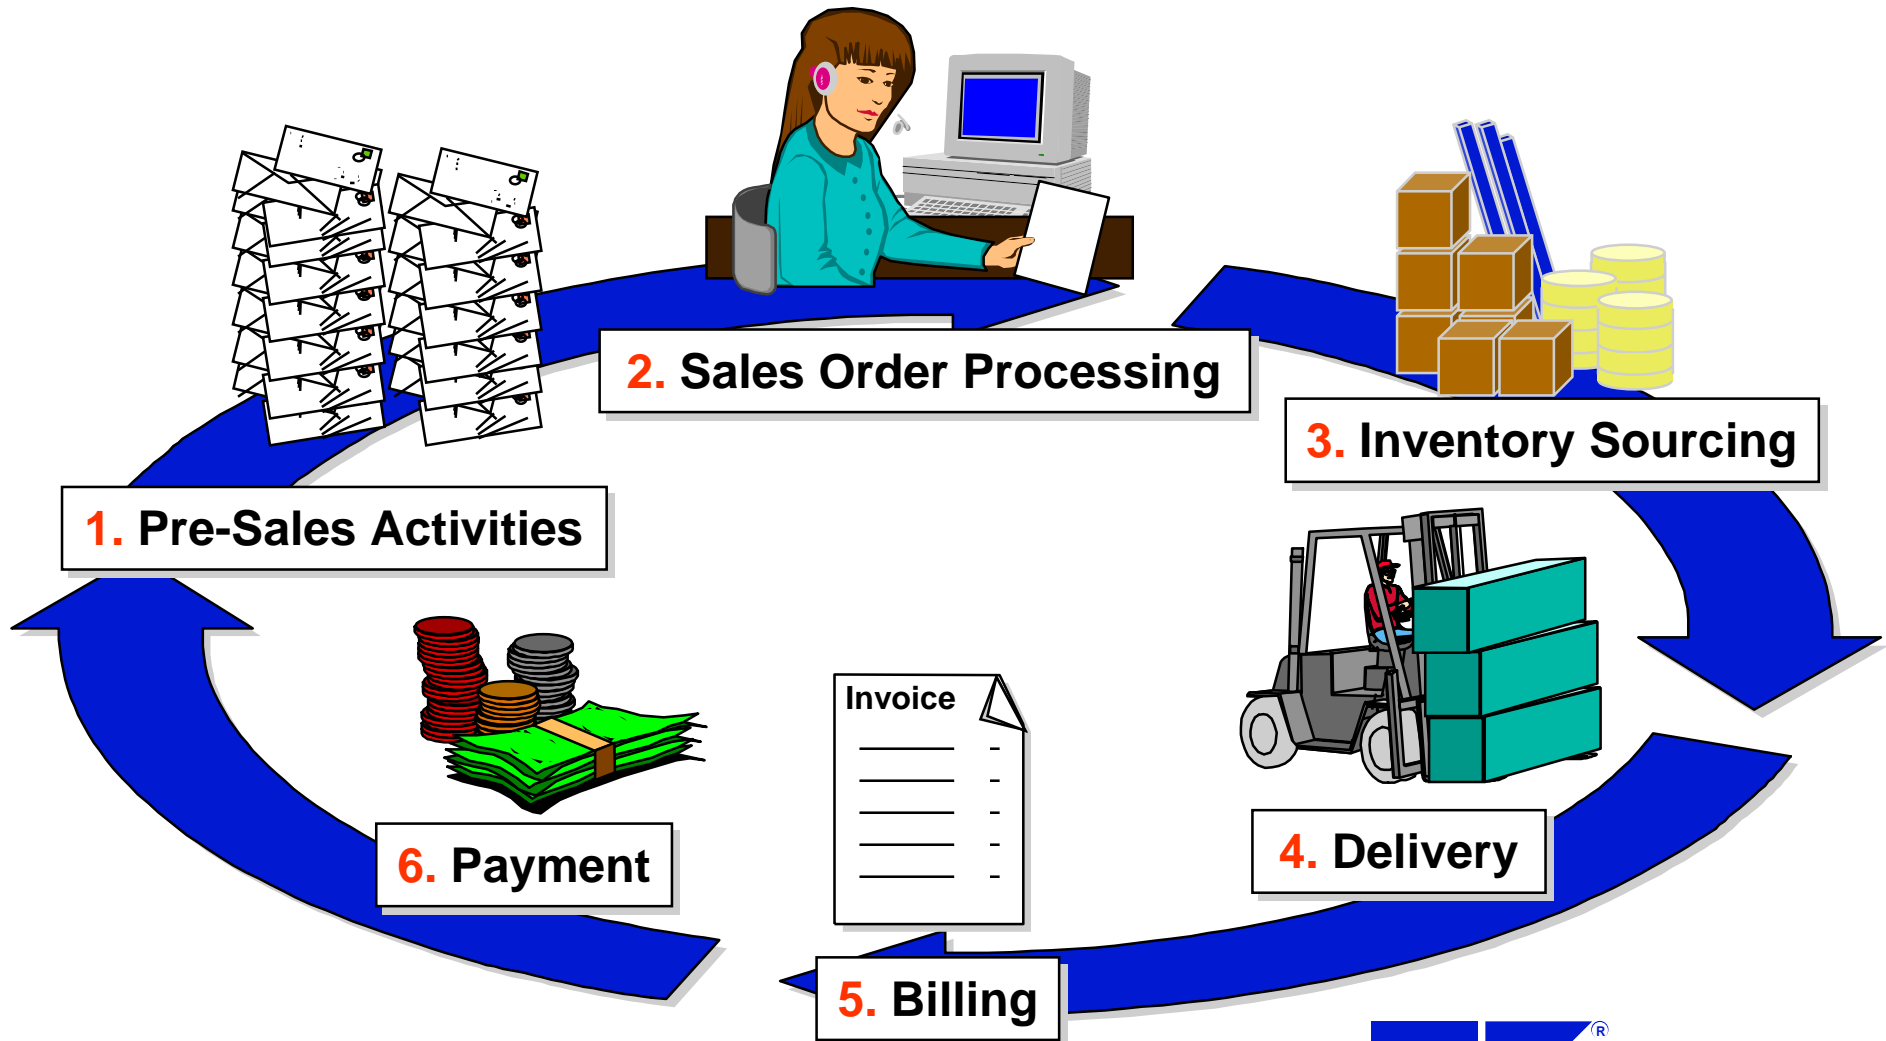 1. Pre-Sales Activities
2. Sales Order Processing
3. Inventory Sourcing
4. Delivery
Invoice
5. Billing
6. Payment
®